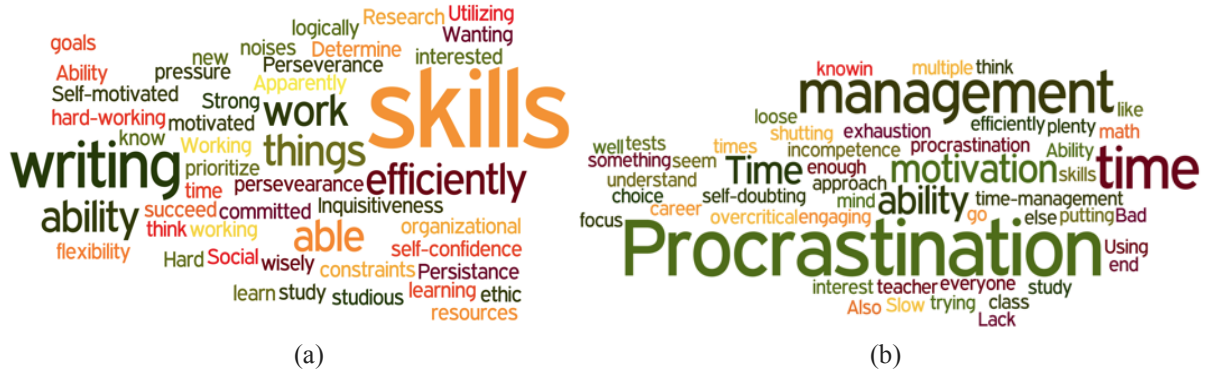 Research Utilizing
logically Wanting
goals new noises Determine interested
Ability pressure Perseverance
Apparently
Self-motivated Strong work skills
hard-working motivated
know Working things
writing prioritize efficiently
time persevearance
ability succeed committed Inquisitiveness
think working able organizational
flexibility self-confidence
Hard Social wisely constraints Persistance
learn study studious learning ethic
resources
(a)
knowin multiple think
management like
loose efficiently plenty
shutting exhaustion math
well tests times incompetence procrastination Ability
something seem Time enough motivation skills time
understand approach
choice self-doubting mind ability time-management
career overcritical engaging go else putting Bad
focus
Procrastination Using
end
interest teacher everyone study
Also Slow trying class
Lack
(b)